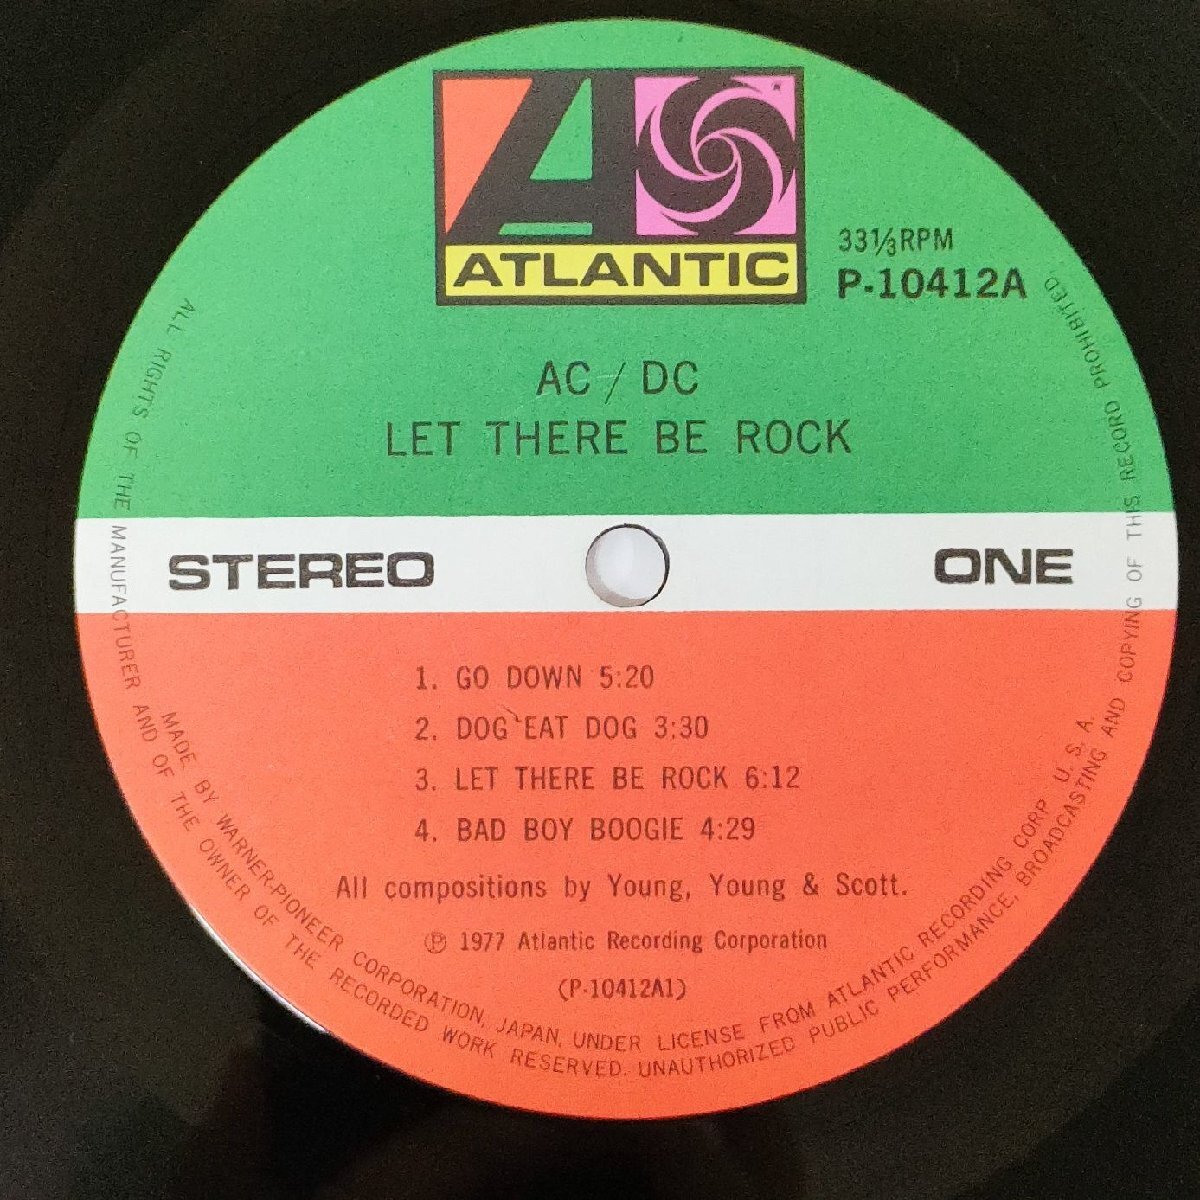 ATLANTIC
33⅓RPM
P-10412A
AC / DC
LET THERE BE ROCK
STEREO
ONE
1. GO DOWN 5:20
2. DOG EAT DOG 3:30
3. LET THERE BE ROCK 6:12
4. BAD BOY BOOGIE 4:29
All compositions by Young, Young & Scott.
Ⓟ 1977 Atlantic Recording Corporation
(P-10412A1)
MADE BY WARNER-PIONEER CORPORATION, JAPAN, UNDER LICENSE FROM ATLANTIC RECORDING CORP. U. S. A.
ALL RIGHTS OF THE MANUFACTURER AND OF THE OWNER OF THE RECORDED WORK RESERVED. UNAUTHORIZED PUBLIC PERFORMANCE, BROADCASTING AND COPYING OF THIS RECORD PROHIBITED.